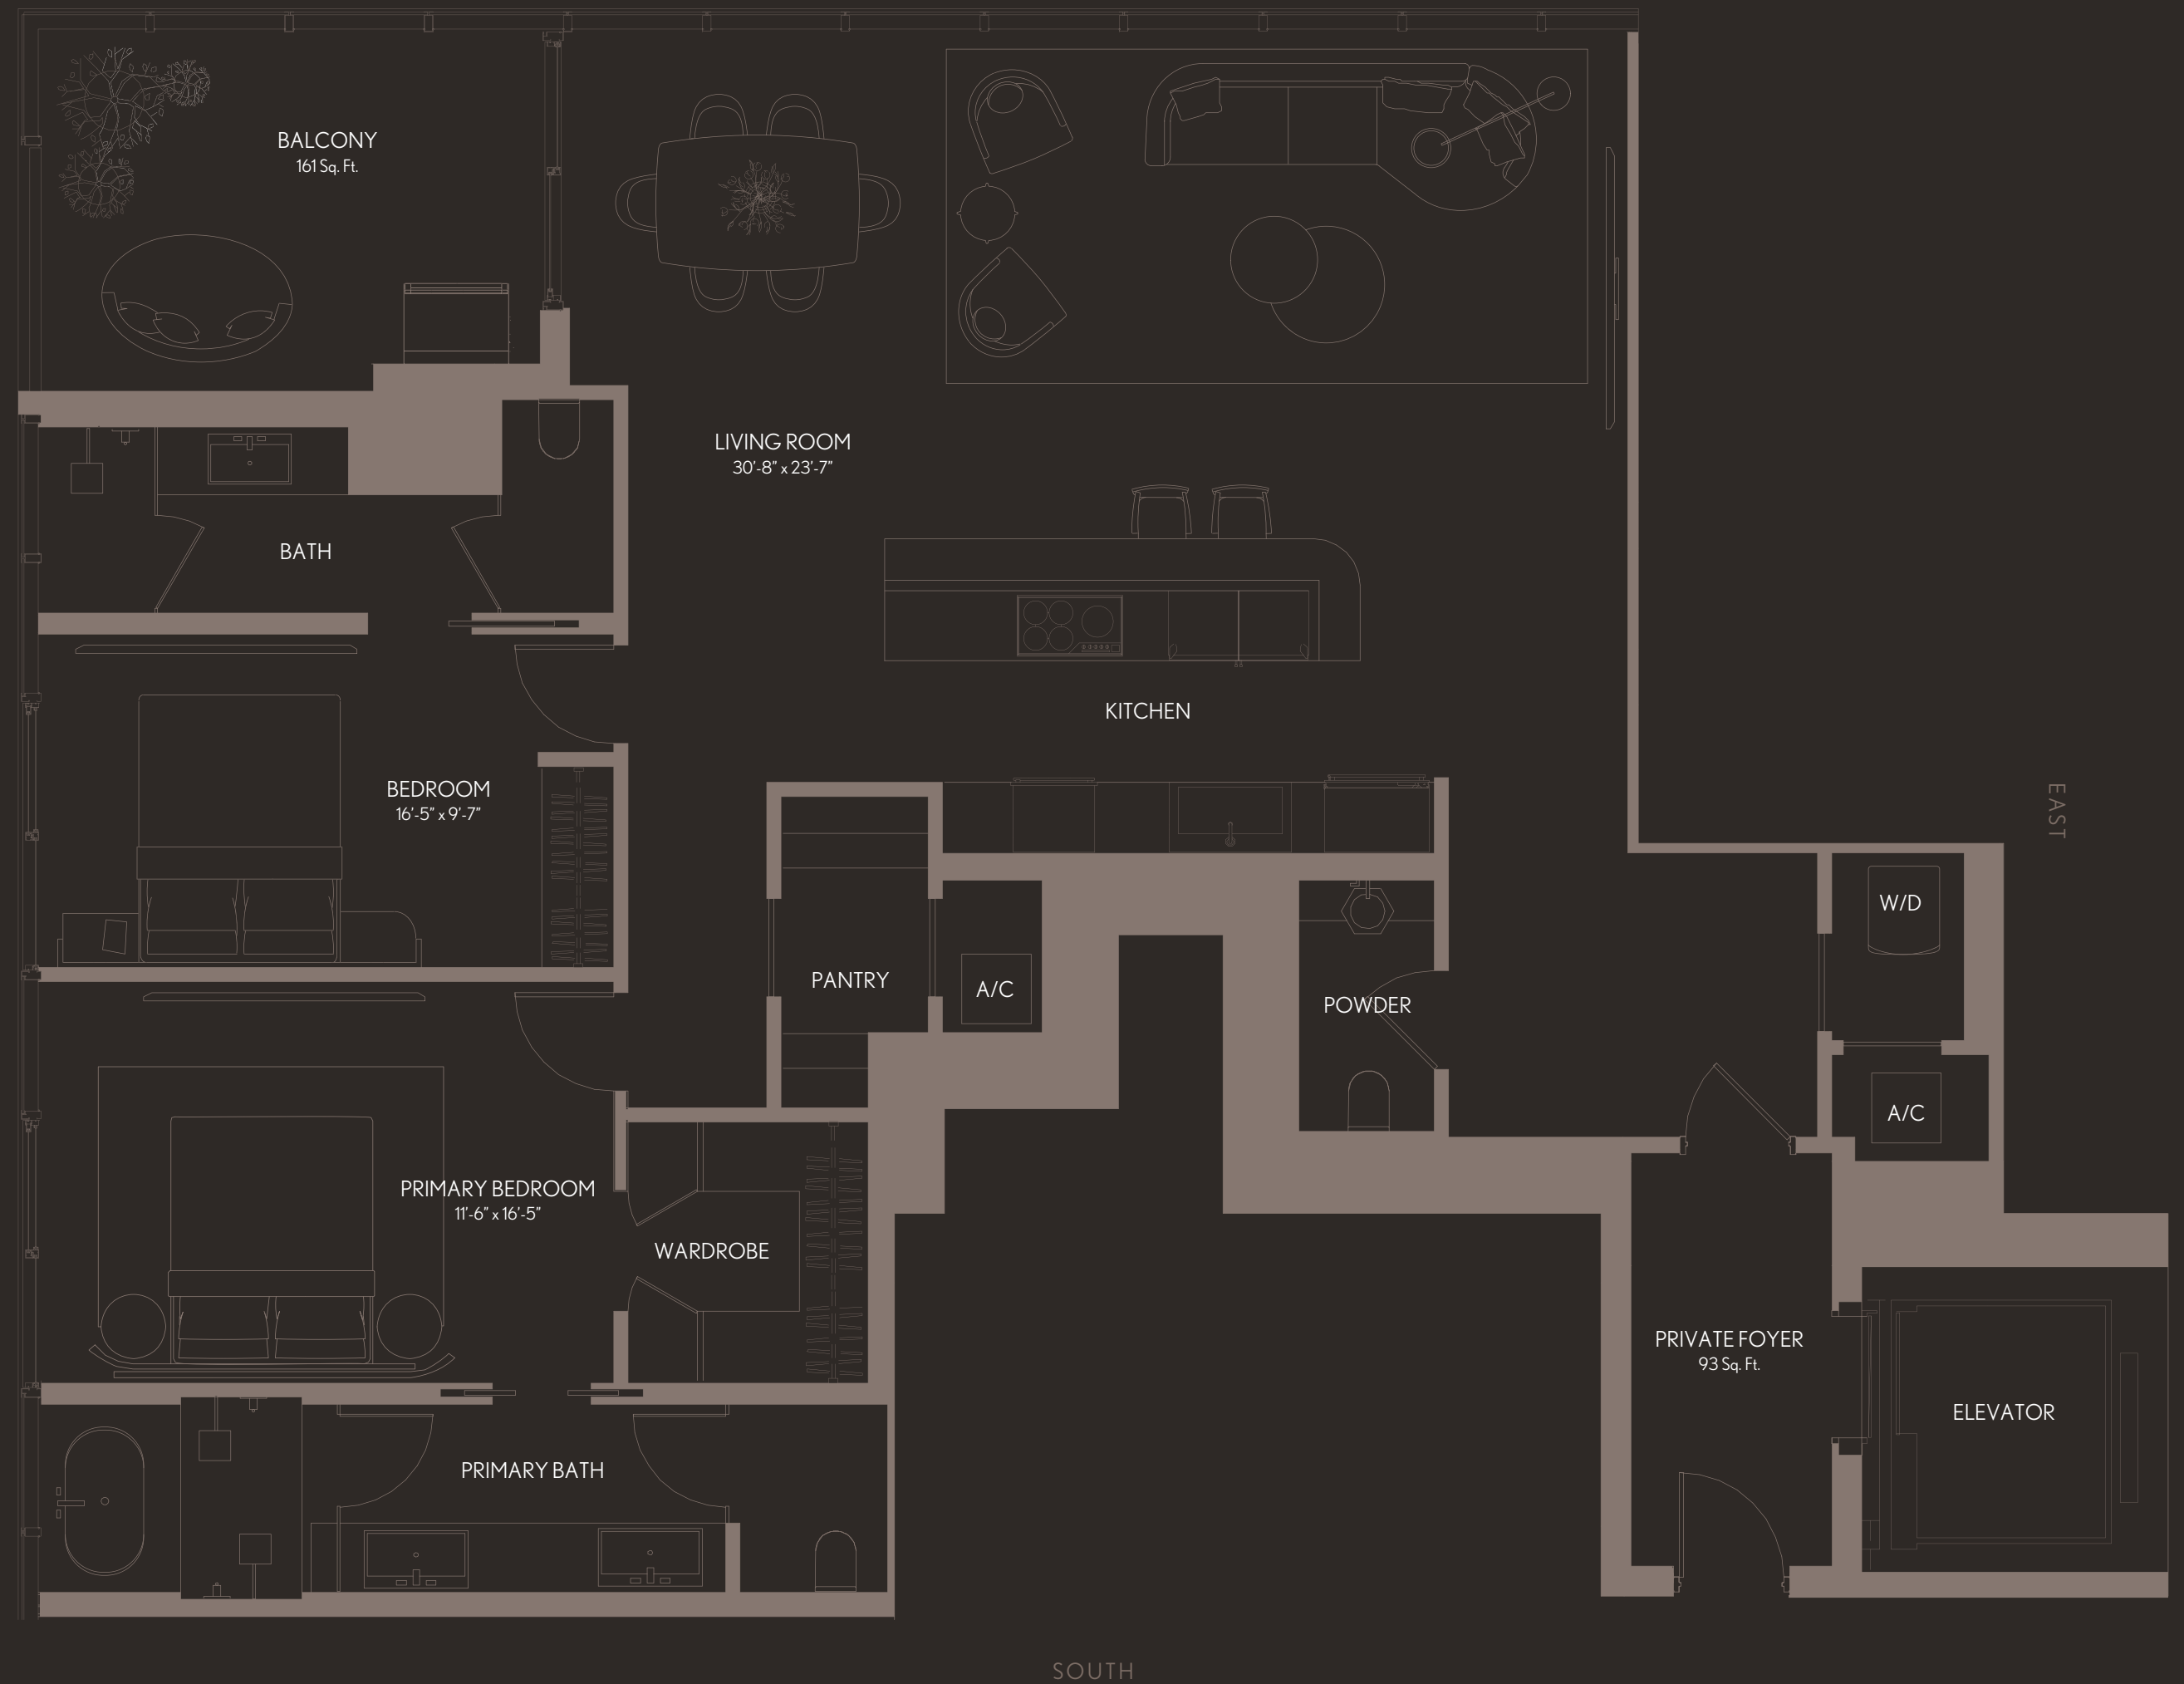 BALCONY
161 Sq. Ft.
LIVING ROOM
30'-8" x 23'-7"
BATH
KITCHEN
BEDROOM
16'-5" x 9'-7"
EAST
W/D
PANTRY
A/C
POWDER
A/C
PRIMARY BEDROOM
11'-6" x 16'-5"
WARDROBE
PRIVATE FOYER
93 Sq. Ft.
ELEVATOR
PRIMARY BATH
SOUTH